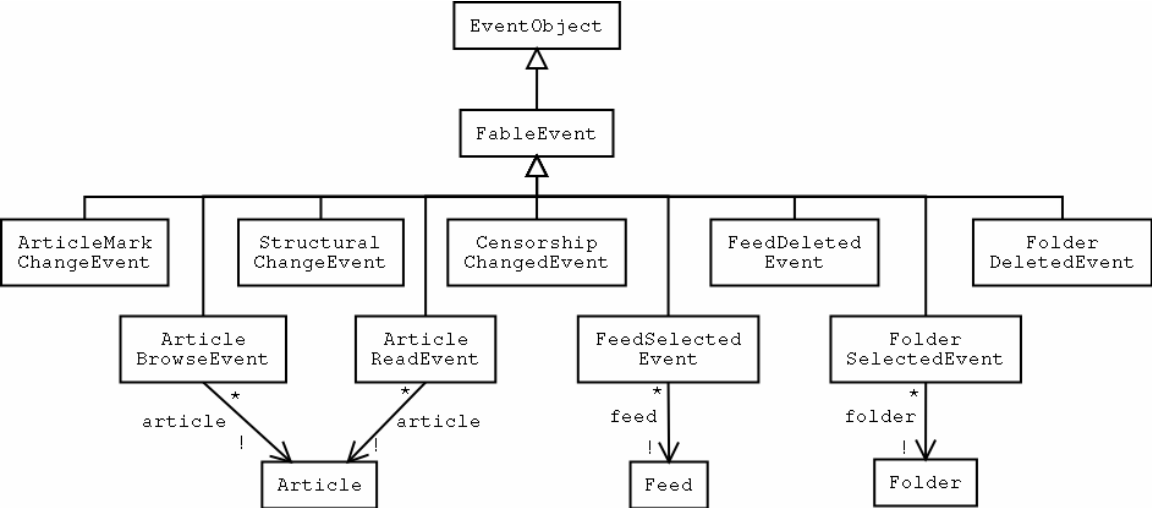 EventObject
FableEvent
ArticleMark
ChangeEvent
Structural
ChangeEvent
Censorship
ChangedEvent
FeedDeleted
Event
Folder
DeletedEvent
Article
BrowseEvent
Article
ReadEvent
FeedSelected
Event
Folder
SelectedEvent
*
article
!
*
article
!
*
feed
!
*
folder
!
Article
Feed
Folder